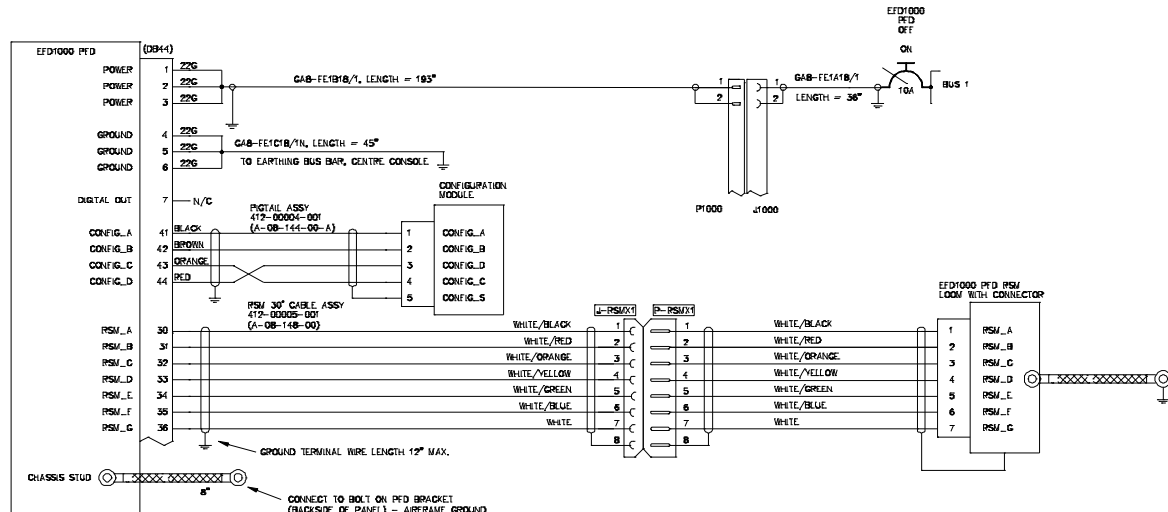 EFD1000
PFD
OFF
ON
10A
BUS 1
EFD1000 PFD
(DB44)
POWER 1 22G
POWER 2 22G
POWER 3 22G
GA8-FE1B18/1, LENGTH = 193"
1 1
2 2
GA8-FE1A18/1
LENGTH = 36"
P1000 J1000
GROUND 4 22G
GROUND 5 22G
GROUND 6 22G
GA8-FE1C18/1N, LENGTH = 45"
TO EARTHING BUS BAR, CENTRE CONSOLE
DIGITAL OUT 7 N/C
PIGTAIL ASSY
412-00004-001
(A-08-144-00-A)
CONFIGURATION
MODULE
CONFIG_A 41 BLACK 1 CONFIG_A
CONFIG_B 42 BROWN 2 CONFIG_B
CONFIG_C 43 ORANGE 3 CONFIG_D
CONFIG_D 44 RED 4 CONFIG_C
5 CONFIG_S
RSM 30" CABLE ASSY
412-00005-001
(A-08-148-00)
J-RSMX1 P-RSMX1
EFD1000 PFD RSM
LOOM WITH CONNECTOR
RSM_A 30 WHITE/BLACK 1 1 WHITE/BLACK 1 RSM_A
RSM_B 31 WHITE/RED 2 2 WHITE/RED 2 RSM_B
RSM_C 32 WHITE/ORANGE 3 3 WHITE/ORANGE 3 RSM_C
RSM_D 33 WHITE/YELLOW 4 4 WHITE/YELLOW 4 RSM_D
RSM_E 34 WHITE/GREEN 5 5 WHITE/GREEN 5 RSM_E
RSM_F 35 WHITE/BLUE 6 6 WHITE/BLUE 6 RSM_F
RSM_G 36 WHITE 7 7 WHITE 7 RSM_G
8 8
GROUND TERMINAL WIRE LENGTH 12" MAX.
CHASSIS STUD
8"
CONNECT TO BOLT ON PFD BRACKET
(BACKSIDE OF PANEL) - AIRFRAME GROUND